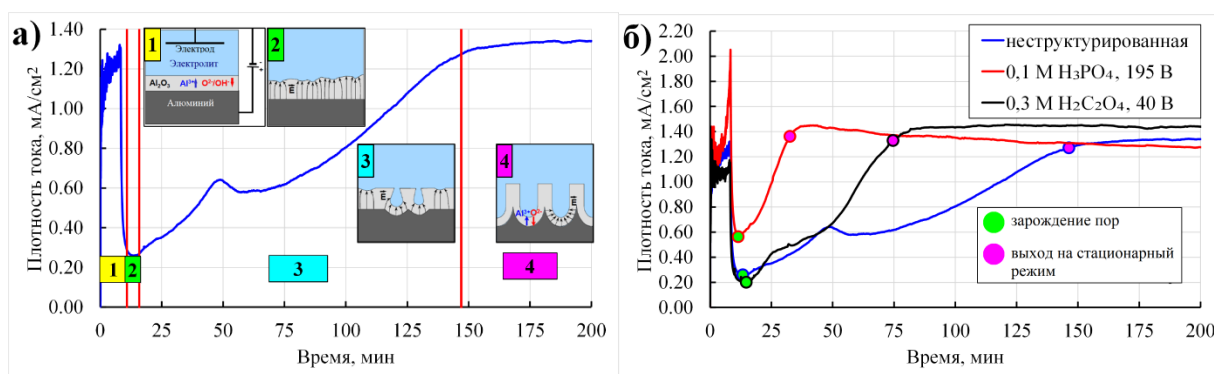 а)
Плотность тока, мА/см²
1.40
1.20
1.00
0.80
0.60
0.40
0.20
0.00
0
25
50
75
100
125
150
175
200
Время, мин
1
Электрод
Электролит
Al₂O₃ Al³⁺ O²⁻/OH⁻
Алюминий
- +
2
E
3
E
4
Al³⁺ O²⁻
E
1
2
3
4
б)
Плотность тока, мА/см²
2.20
2.00
1.80
1.60
1.40
1.20
1.00
0.80
0.60
0.40
0.20
0.00
0
25
50
75
100
125
150
175
200
Время, мин
неструктурированная
0,1 М H₃PO₄, 195 В
0,3 М H₂C₂O₄, 40 В
зарождение пор
выход на стационарный
режим